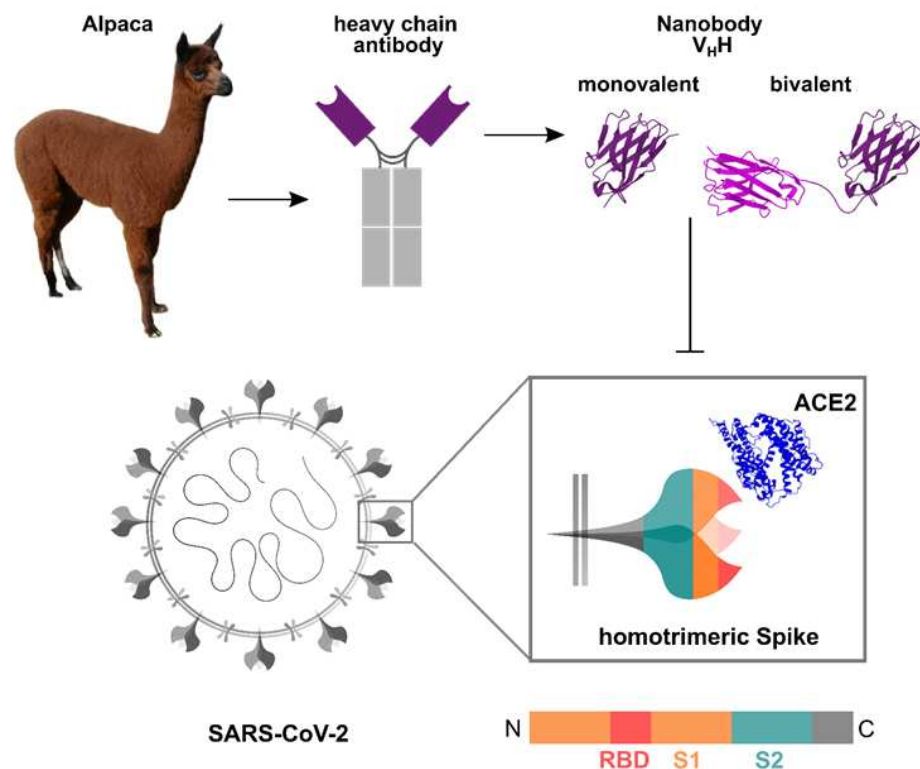 Alpaca
heavy chain
antibody
Nanobody
VHH
monovalent
bivalent
ACE2
homotrimeric Spike
SARS-CoV-2
N
C
RBD
S1
S2